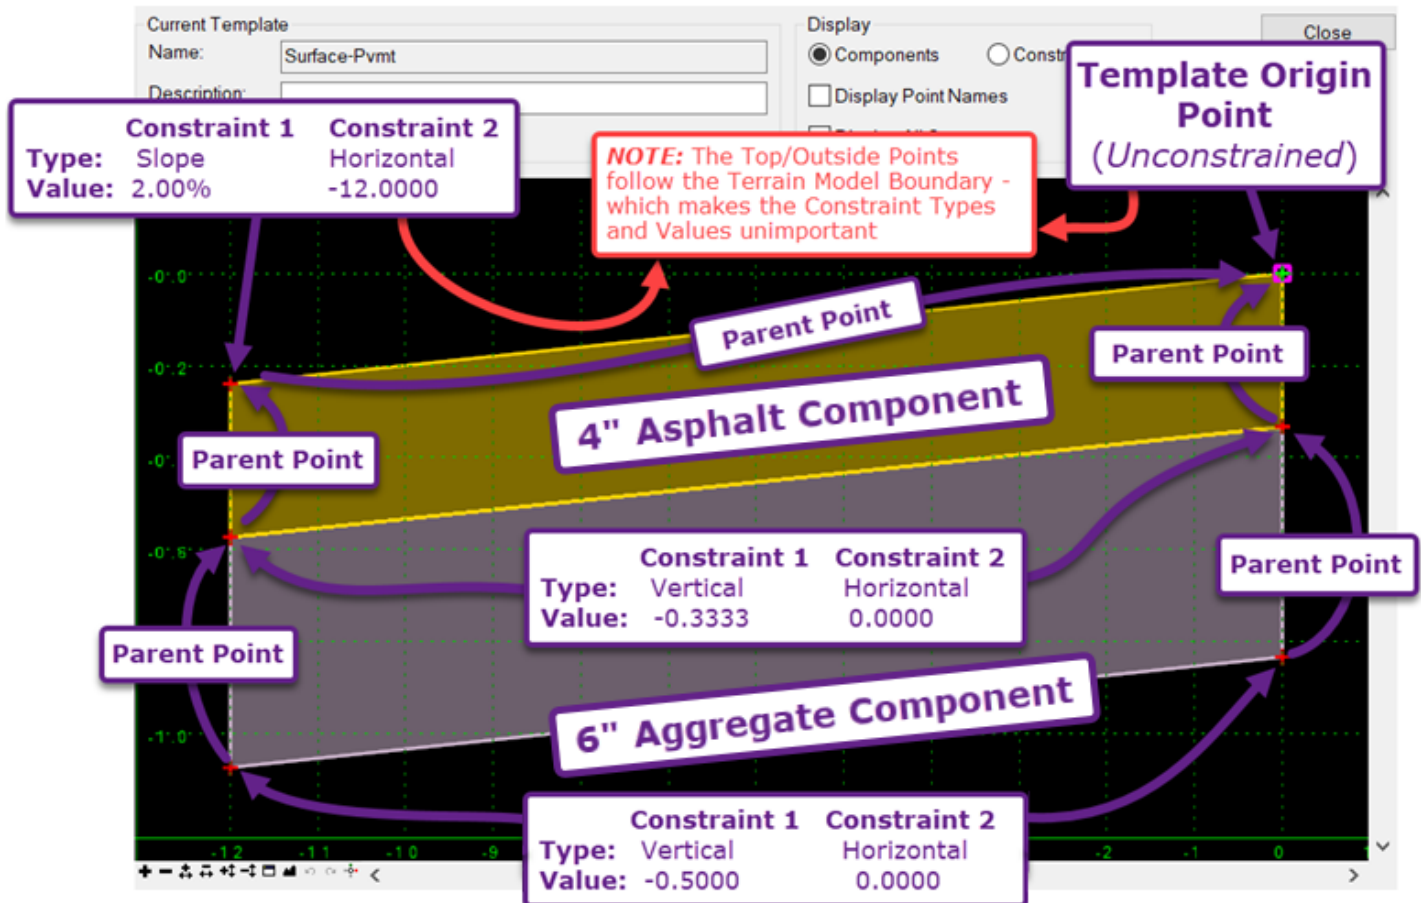 Current Template
Name:
Surface-Pvmt
Description:
Display
Components
Constr
Display Point Names
Close
Template Origin
Point
(Unconstrained)
Constraint 1 Constraint 2
Type: Slope Horizontal
Value: 2.00% -12.0000
NOTE: The Top/Outside Points
follow the Terrain Model Boundary -
which makes the Constraint Types
and Values unimportant
-0.0
Parent Point
Parent Point
-0.2
4" Asphalt Component
Parent Point
-0.6
Constraint 1 Constraint 2
Type: Vertical Horizontal
Value: -0.3333 0.0000
Parent Point
Parent Point
6" Aggregate Component
-1.0
Constraint 1 Constraint 2
Type: Vertical Horizontal
Value: -0.5000 0.0000
-12 -11 -10 -9 -2 -1 0 1